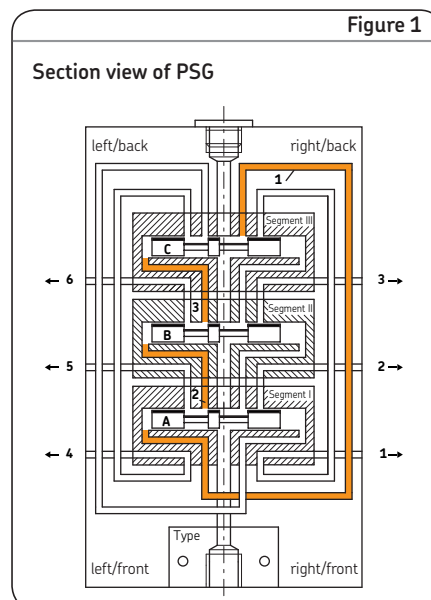 Figure 1
Section view of PSG
left/back right/back
1
Segment III
C
← 6 3 →
3 Segment II
B
← 5 2 →
2 Segment I
A
← 4 1 →
Type
left/front right/front